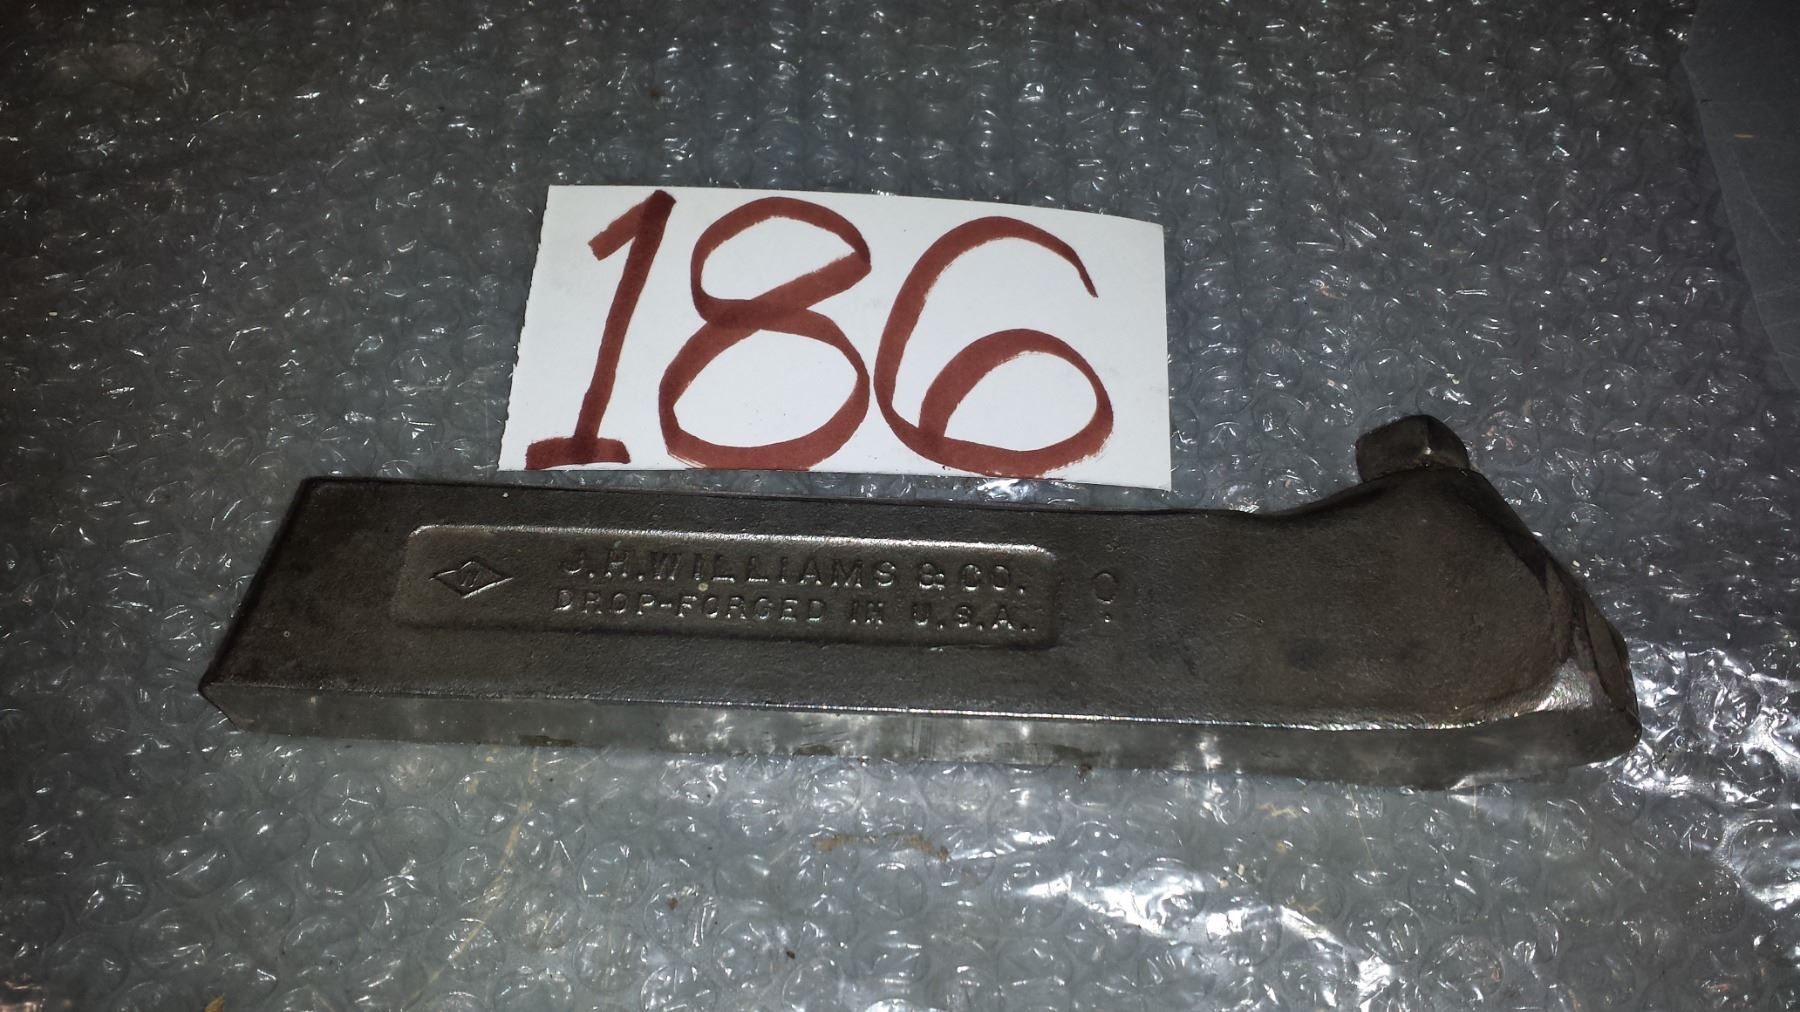 186
W
J.H.WILLIAMS & CO.
DROP-FORGED IN U.S.A.